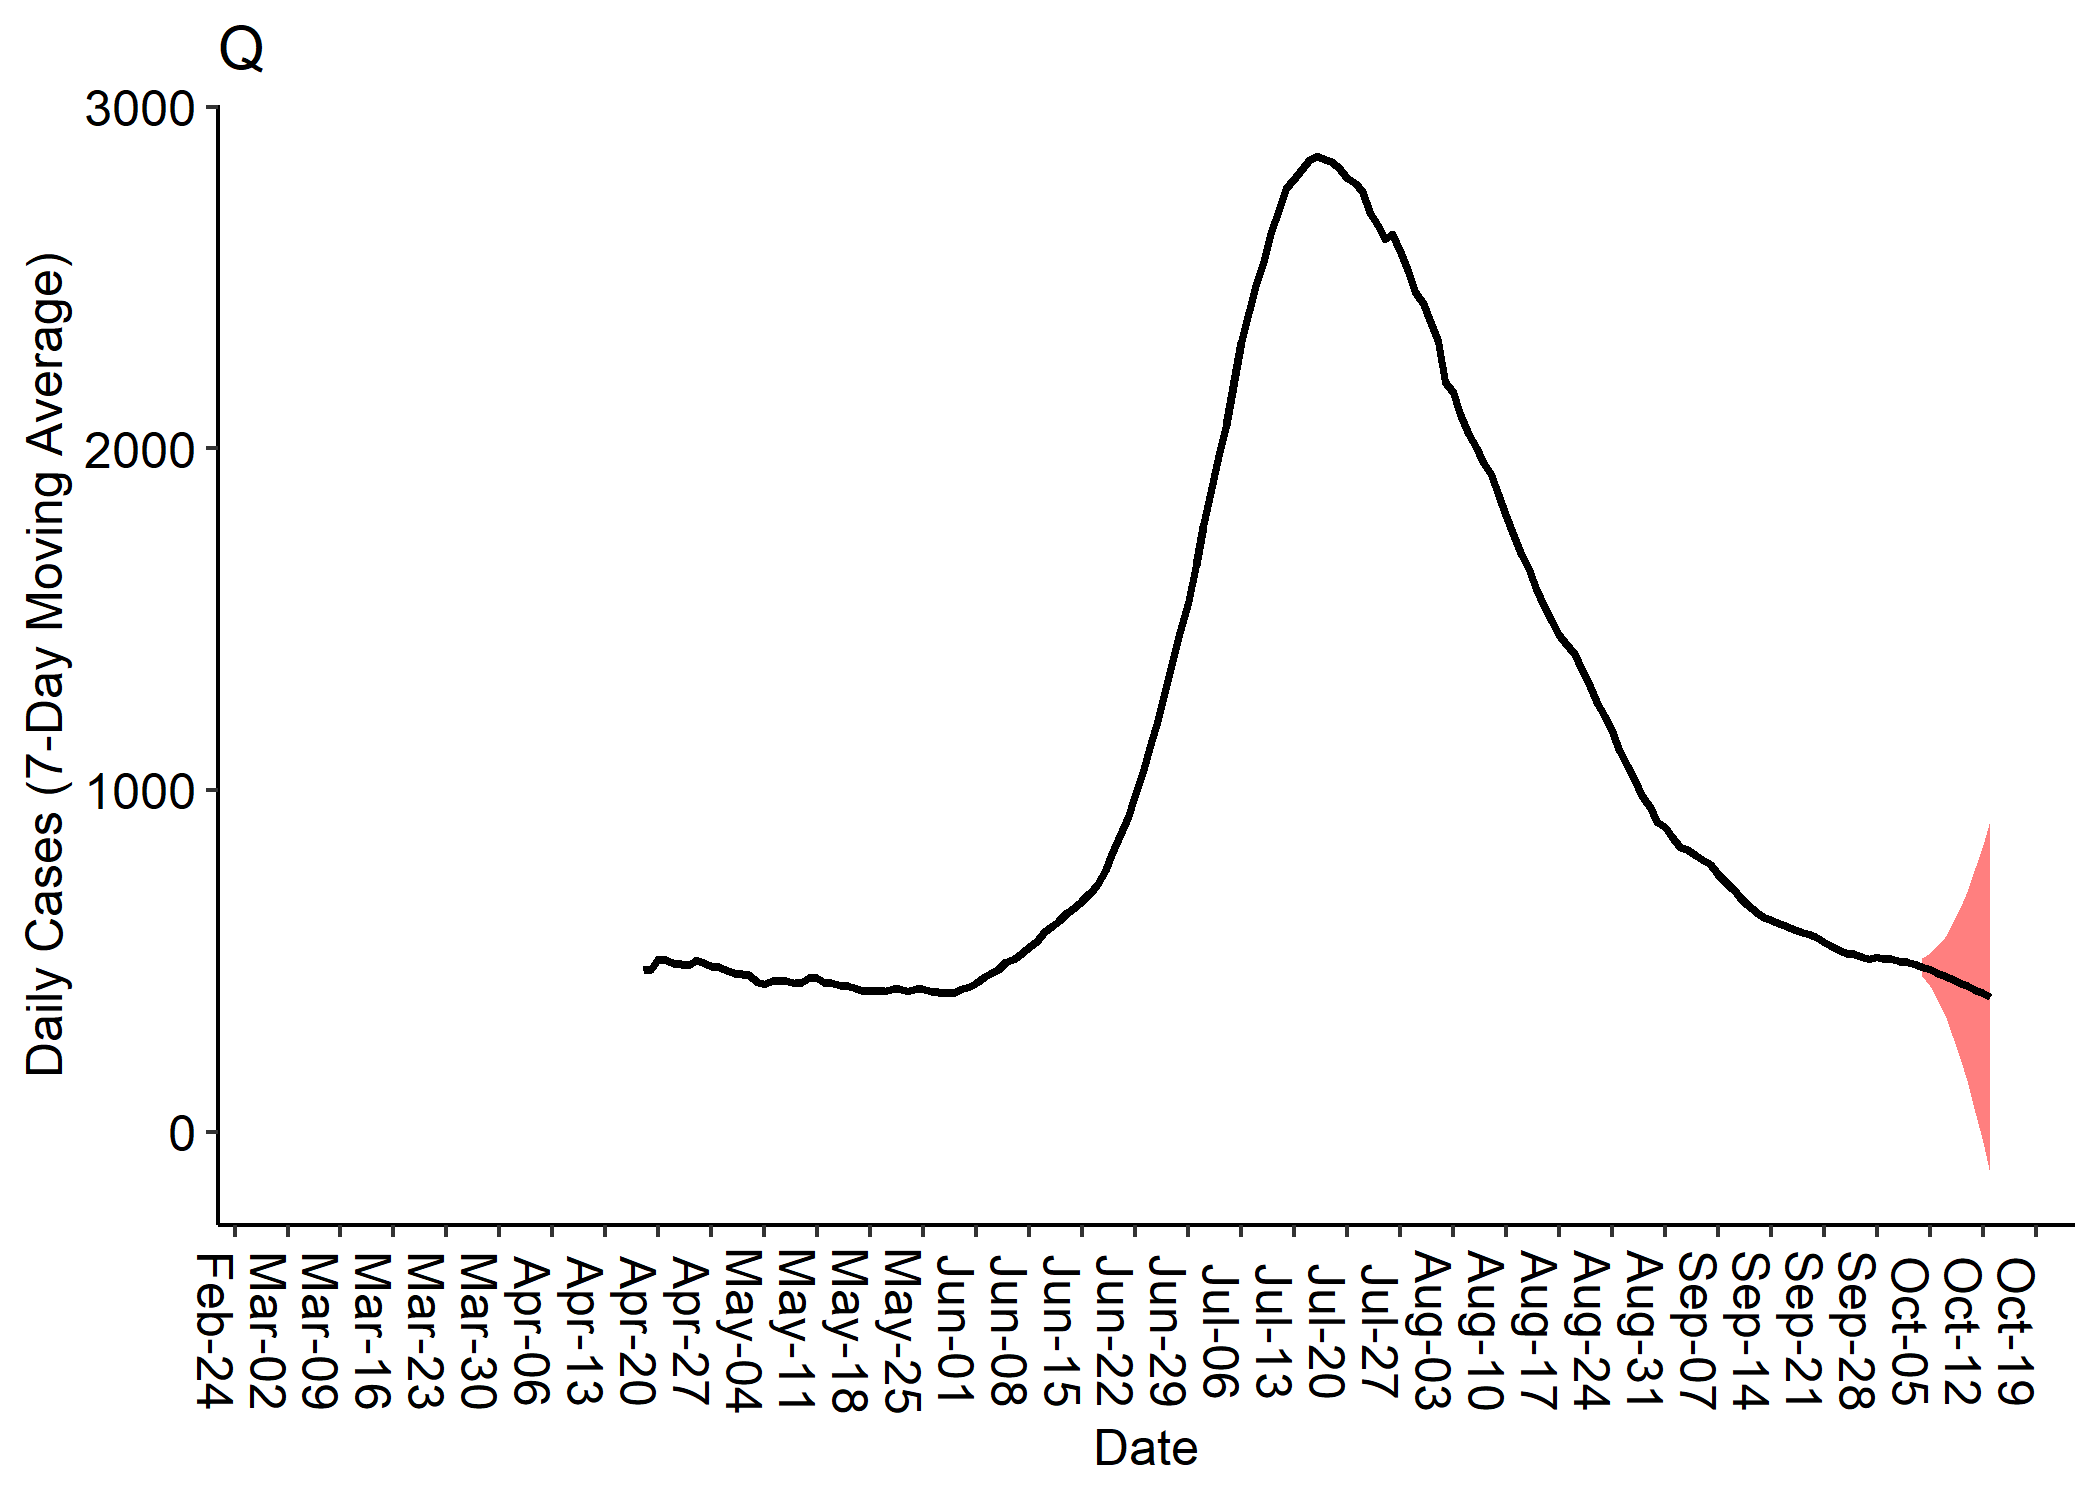 Q
Daily Cases (7-Day Moving Average)
3000
2000
1000
0
Feb-24
Mar-02
Mar-09
Mar-16
Mar-23
Mar-30
Apr-06
Apr-13
Apr-20
Apr-27
May-04
May-11
May-18
May-25
Jun-01
Jun-08
Jun-15
Jun-22
Jun-29
Jul-06
Jul-13
Jul-20
Jul-27
Aug-03
Aug-10
Aug-17
Aug-24
Aug-31
Sep-07
Sep-14
Sep-21
Sep-28
Oct-05
Oct-12
Oct-19
Date